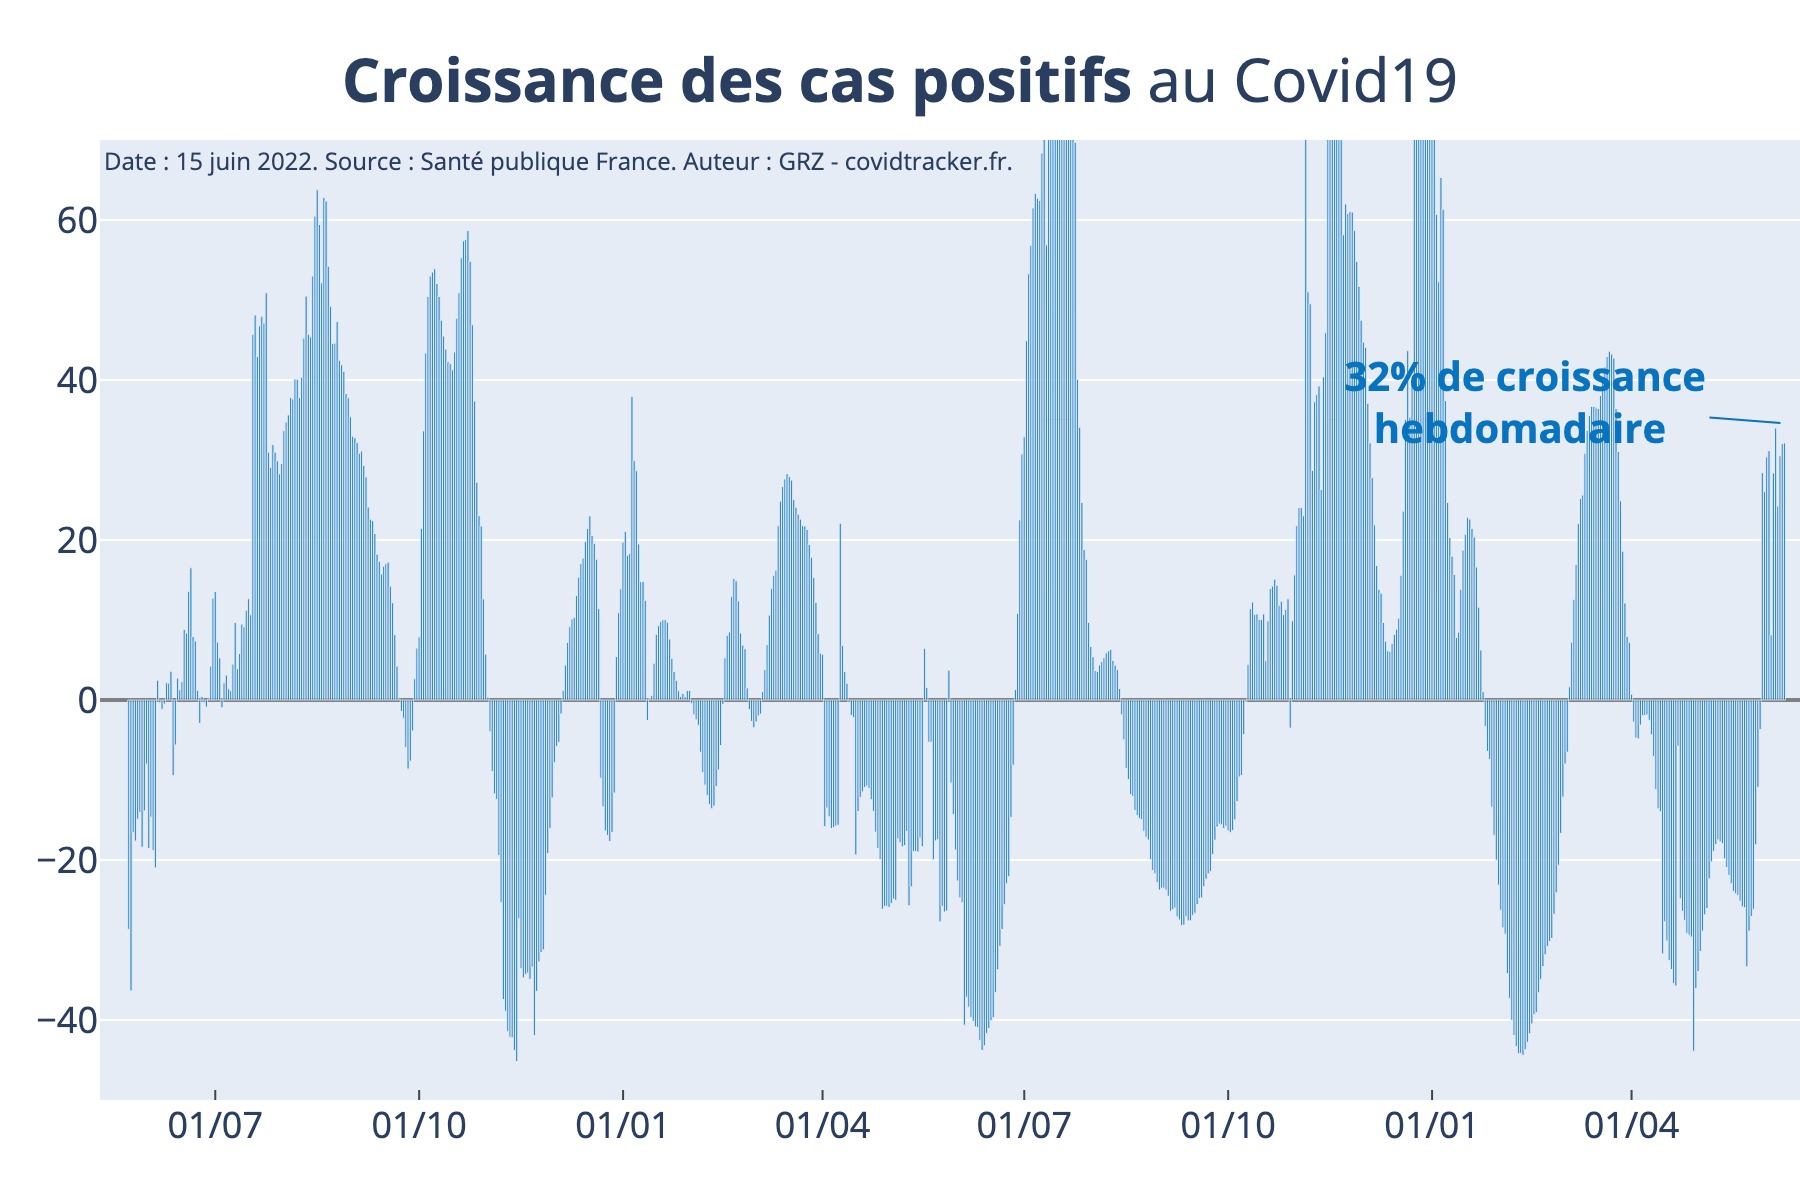 Croissance des cas positifs au Covid19
Date : 15 juin 2022. Source : Santé publique France. Auteur : GRZ - covidtracker.fr.
60
40
32% de croissance
hebdomadaire
20
0
−20
−40
01/07 01/10 01/01 01/04 01/07 01/10 01/01 01/04